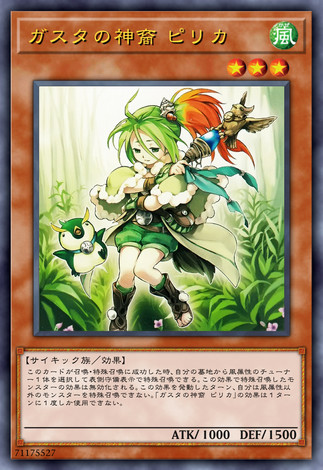 ガスタの神裔 ピリカ
風
【サイキック族／効果】
このカードが召喚・特殊召喚に成功した時、自分の墓地から風属性のチューナ
ー１体を選択して表側守備表示で特殊召喚できる。この効果で特殊召喚したモ
ンスターの効果は無効化される。この効果を発動したターン、自分は風属性以
外のモンスターを特殊召喚できない。「ガスタの神裔 ピリカ」の効果は１ター
ンに１度しか使用できない。
ATK/1000 DEF/1500
71175527